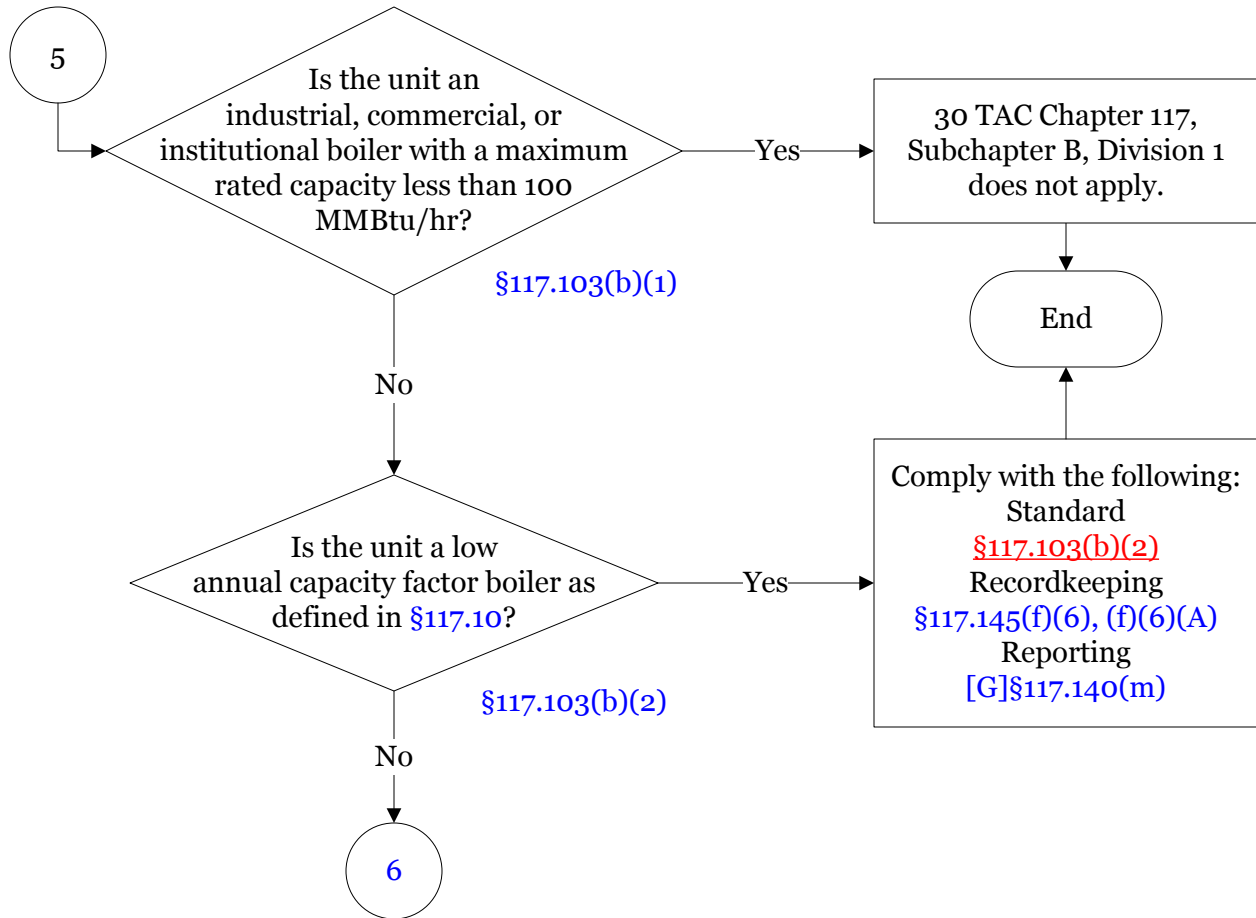 5
Is the unit an
industrial, commercial, or
institutional boiler with a maximum
rated capacity less than 100
MMBtu/hr?
Yes
30 TAC Chapter 117,
Subchapter B, Division 1
does not apply.
§117.103(b)(1)
End
No
Is the unit a low
annual capacity factor boiler as
defined in §117.10?
Yes
Comply with the following:
Standard
§117.103(b)(2)
Recordkeeping
§117.145(f)(6), (f)(6)(A)
Reporting
[G]§117.140(m)
§117.103(b)(2)
No
6